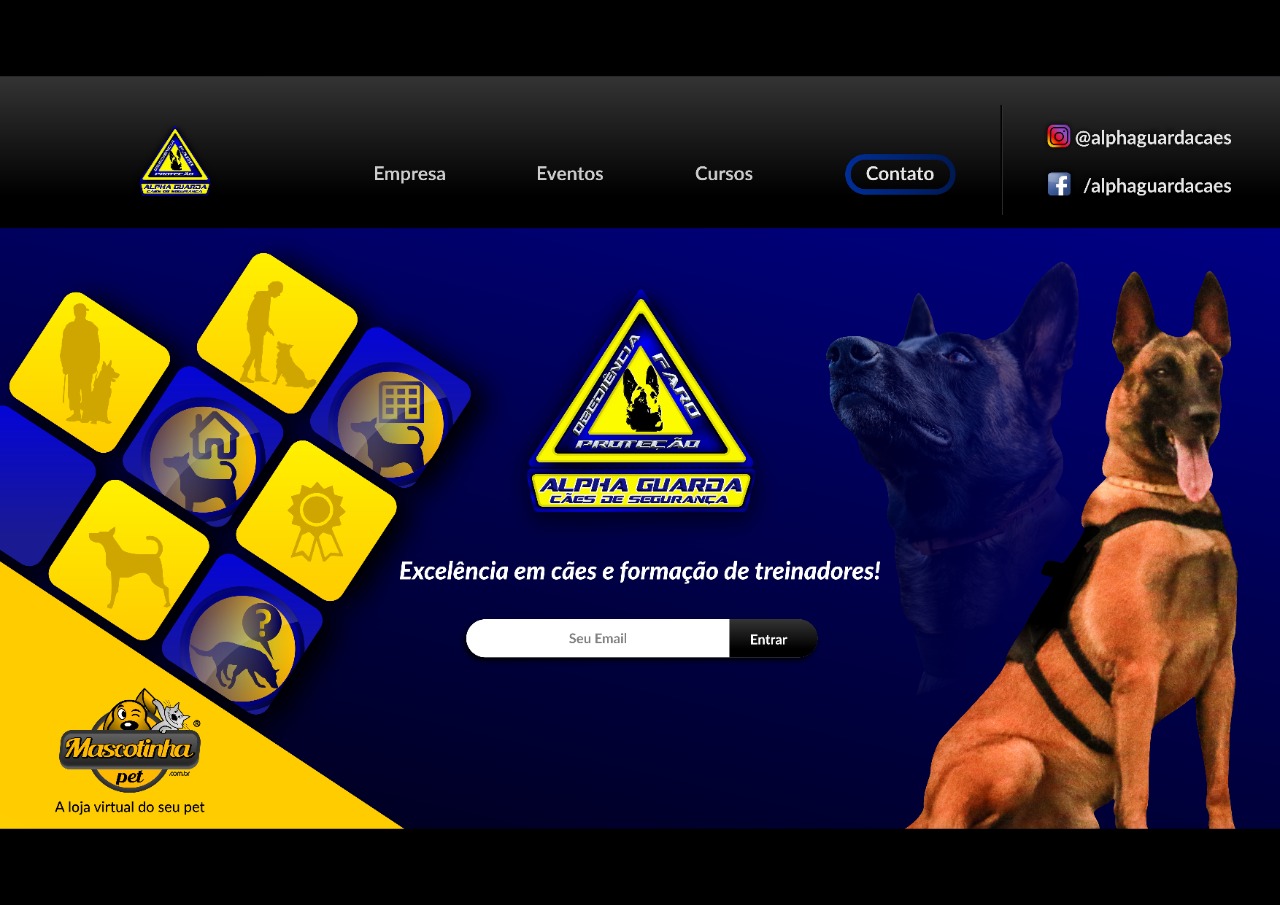 OBEDIÊNCIA
FARO
PROTEÇÃO
ALPHA GUARDA
CÃES DE SEGURANÇA
Empresa
Eventos
Cursos
Contato
@alphaguardacaes
/alphaguardacaes
OBEDIÊNCIA
FARO
PROTEÇÃO
ALPHA GUARDA
CÃES DE SEGURANÇA
Excelência em cães e formação de treinadores!
Seu Email
Entrar
?
Mascotinha ®
pet .com.br
A loja virtual do seu pet